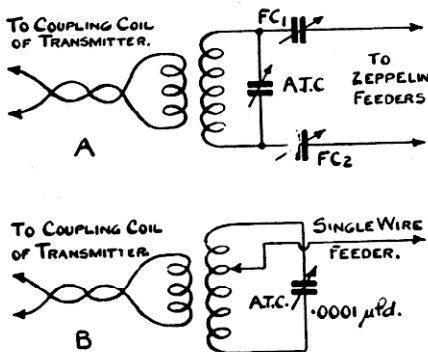 TO COUPLING COIL
OF TRANSMITTER.
FC1
A.T.C
TO
ZEPPELIN
FEEDERS
FC2
A
TO COUPLING COIL
OF TRANSMITTER.
SINGLE WIRE
FEEDER.
A.T.C.
.0001 µfd.
B